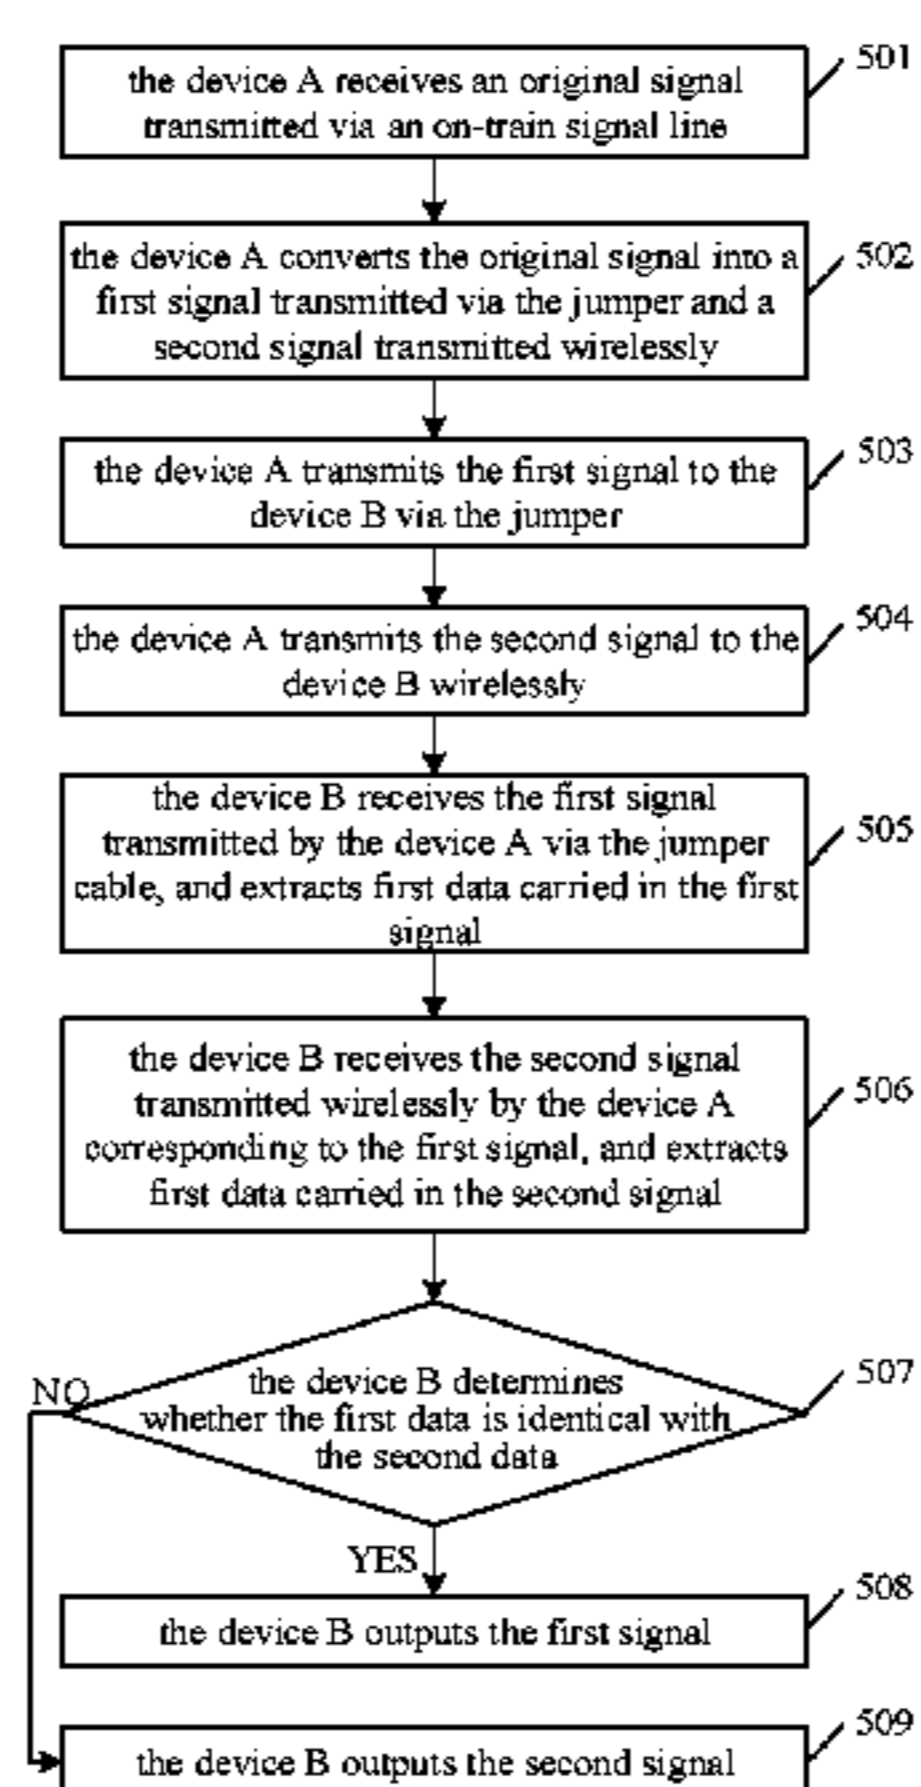 the device A receives an original signal
transmitted via an on-train signal line
501
the device A converts the original signal into a
first signal transmitted via the jumper and a
second signal transmitted wirelessly
502
the device A transmits the first signal to the
device B via the jumper
503
the device A transmits the second signal to the
device B wirelessly
504
the device B receives the first signal
transmitted by the device A via the jumper
cable, and extracts first data carried in the first
signal
505
the device B receives the second signal
transmitted wirelessly by the device A
corresponding to the first signal, and extracts
first data carried in the second signal
506
the device B determines
whether the first data is identical with
the second data
507
NO
YES
the device B outputs the first signal
508
the device B outputs the second signal
509